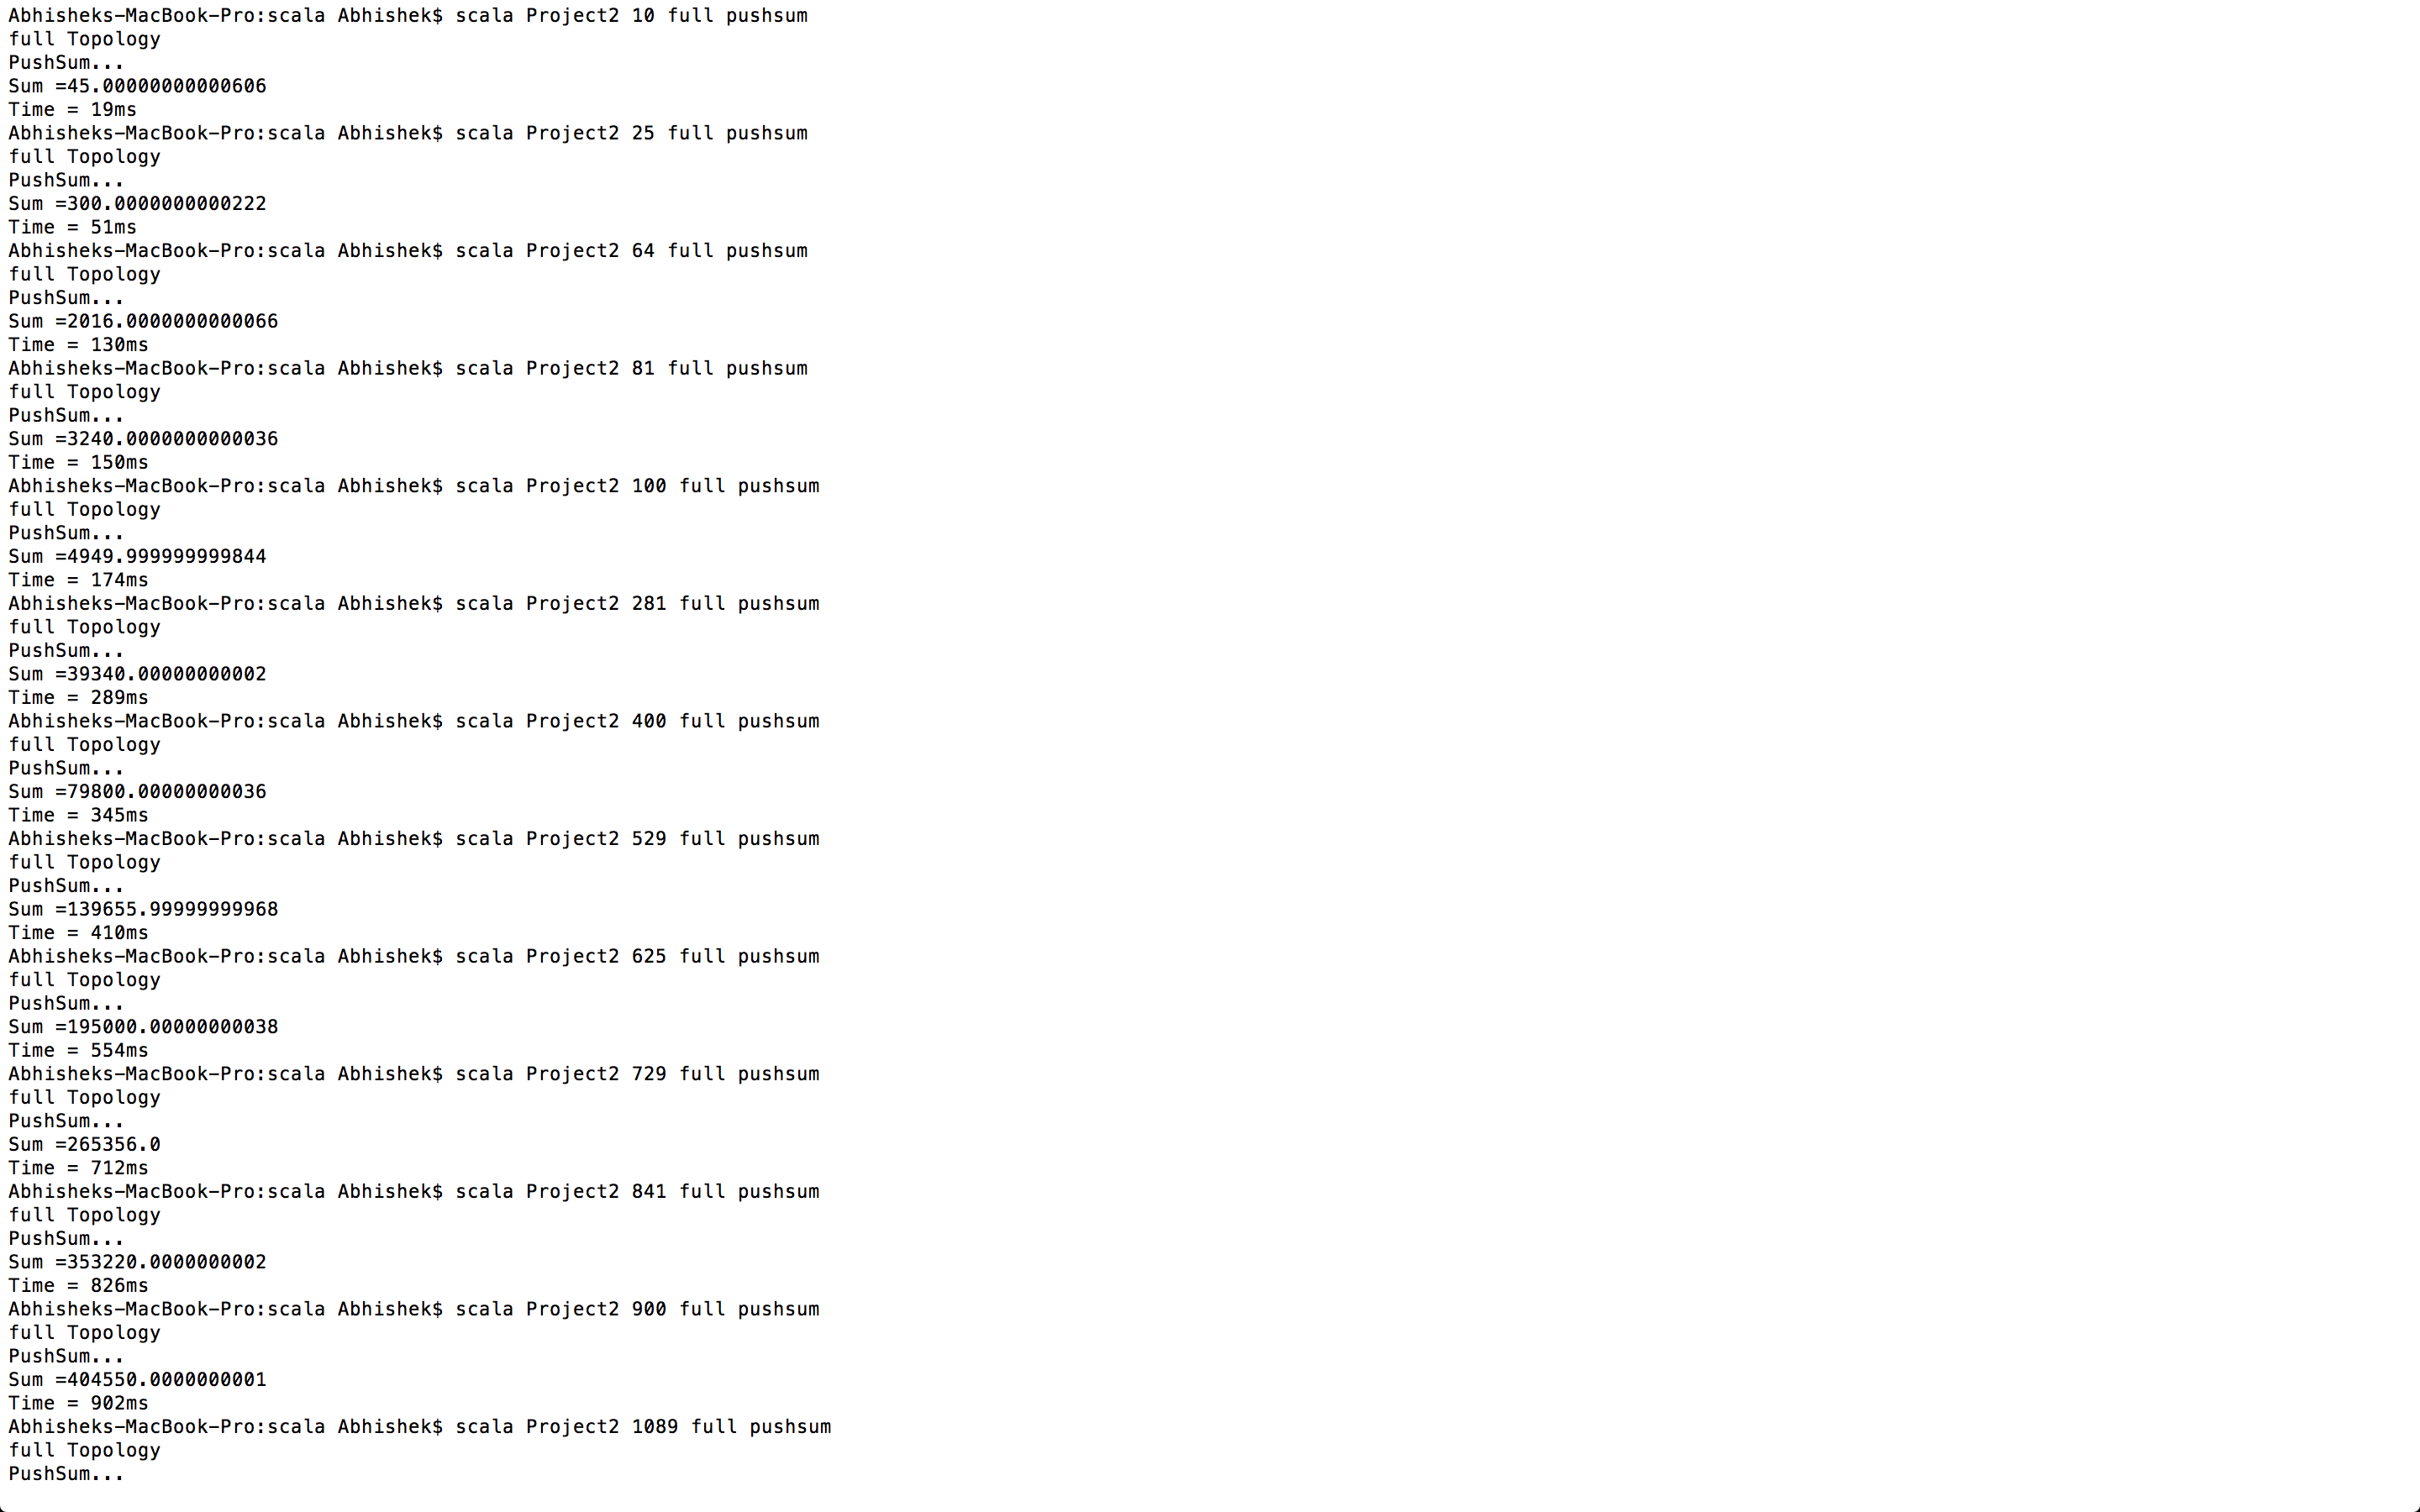 Abhisheks-MacBook-Pro:scala Abhishek$ scala Project2 10 full pushsum
full Topology
PushSum...
Sum =45.00000000000606
Time = 19ms
Abhisheks-MacBook-Pro:scala Abhishek$ scala Project2 25 full pushsum
full Topology
PushSum...
Sum =300.0000000000222
Time = 51ms
Abhisheks-MacBook-Pro:scala Abhishek$ scala Project2 64 full pushsum
full Topology
PushSum...
Sum =2016.0000000000066
Time = 130ms
Abhisheks-MacBook-Pro:scala Abhishek$ scala Project2 81 full pushsum
full Topology
PushSum...
Sum =3240.0000000000036
Time = 150ms
Abhisheks-MacBook-Pro:scala Abhishek$ scala Project2 100 full pushsum
full Topology
PushSum...
Sum =4949.999999999844
Time = 174ms
Abhisheks-MacBook-Pro:scala Abhishek$ scala Project2 281 full pushsum
full Topology
PushSum...
Sum =39340.00000000002
Time = 289ms
Abhisheks-MacBook-Pro:scala Abhishek$ scala Project2 400 full pushsum
full Topology
PushSum...
Sum =79800.00000000036
Time = 345ms
Abhisheks-MacBook-Pro:scala Abhishek$ scala Project2 529 full pushsum
full Topology
PushSum...
Sum =139655.99999999968
Time = 410ms
Abhisheks-MacBook-Pro:scala Abhishek$ scala Project2 625 full pushsum
full Topology
PushSum...
Sum =195000.00000000038
Time = 554ms
Abhisheks-MacBook-Pro:scala Abhishek$ scala Project2 729 full pushsum
full Topology
PushSum...
Sum =265356.0
Time = 712ms
Abhisheks-MacBook-Pro:scala Abhishek$ scala Project2 841 full pushsum
full Topology
PushSum...
Sum =353220.0000000002
Time = 826ms
Abhisheks-MacBook-Pro:scala Abhishek$ scala Project2 900 full pushsum
full Topology
PushSum...
Sum =404550.0000000001
Time = 902ms
Abhisheks-MacBook-Pro:scala Abhishek$ scala Project2 1089 full pushsum
full Topology
PushSum...